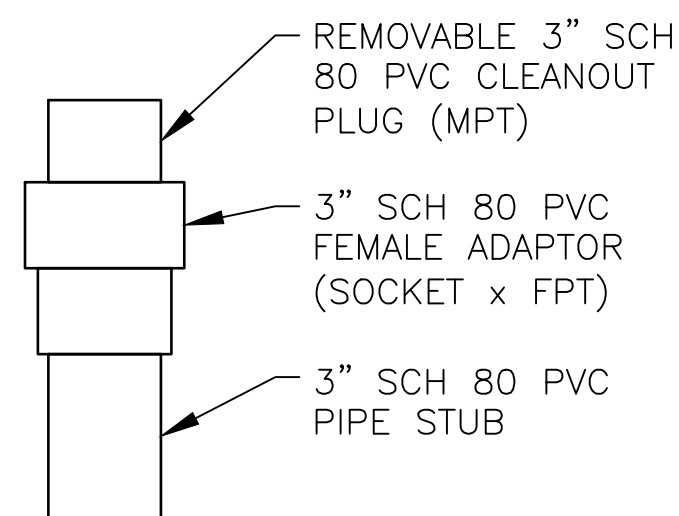 REMOVABLE 3” SCH
80 PVC CLEANOUT
PLUG (MPT)
3” SCH 80 PVC
FEMALE ADAPTOR
(SOCKET x FPT)
3” SCH 80 PVC
PIPE STUB